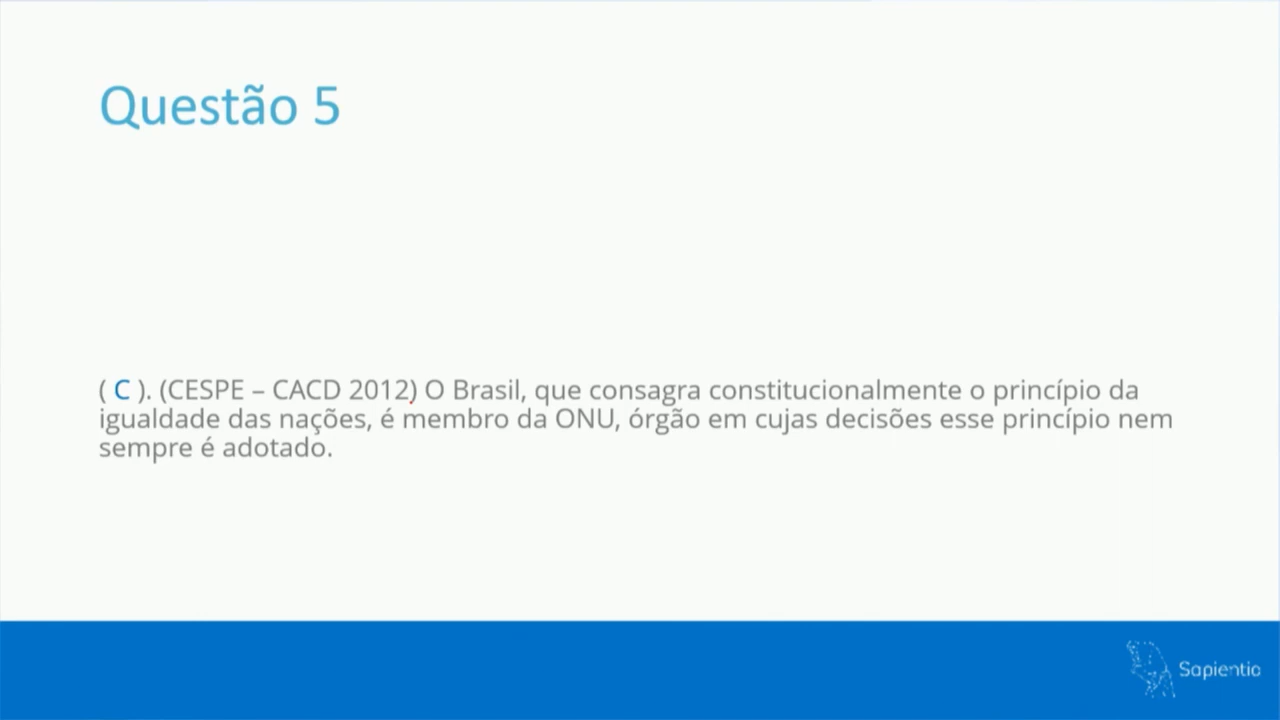 Questão 5
( C ). (CESPE – CACD 2012) O Brasil, que consagra constitucionalmente o princípio da
igualdade das nações, é membro da ONU, órgão em cujas decisões esse princípio nem
sempre é adotado.
Sapientia